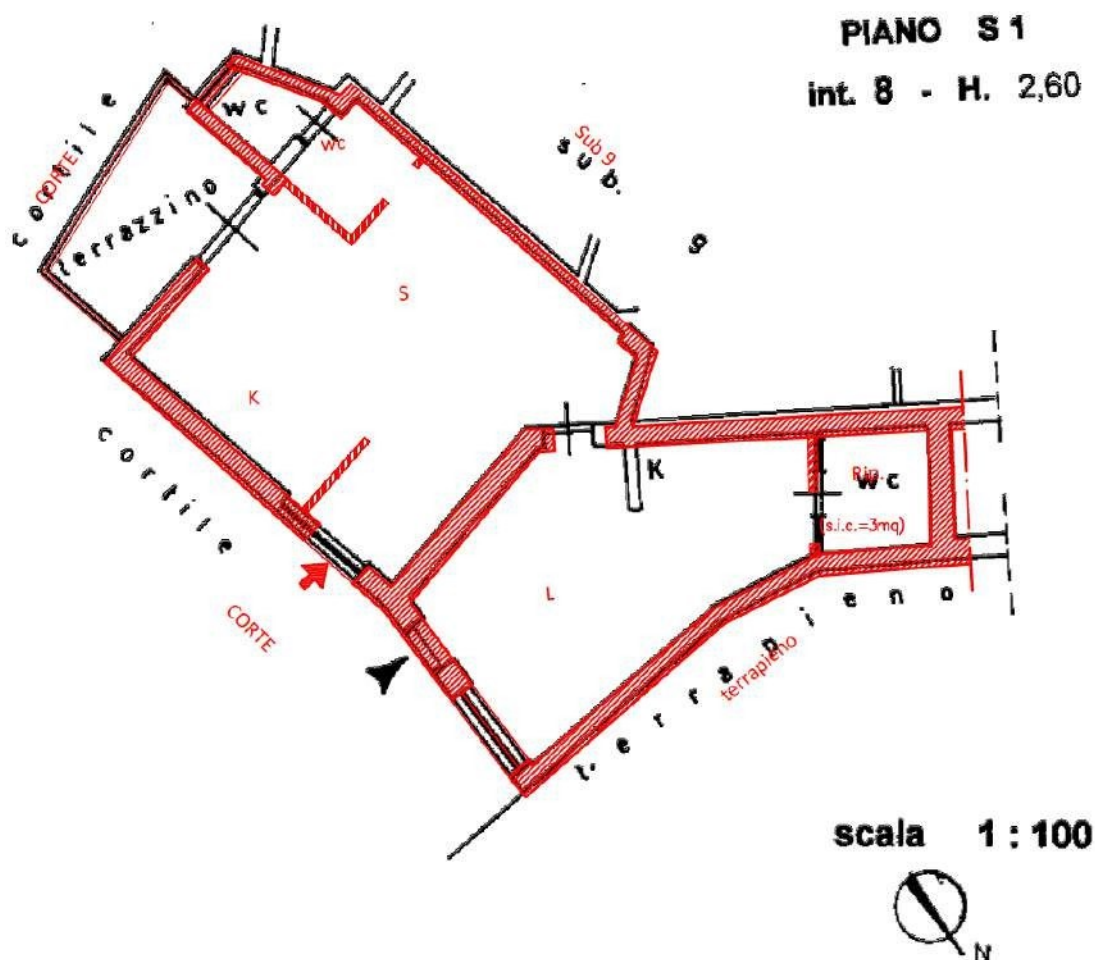 PIANO S 1
int. 8 - H. 2,60
cortile
CORTE
wc
wc
terrazzino
Sub 9
sub. 9
S
K
cortile
K
Rip.
wc
(s.i.c.=3mq)
L
CORTE
terrapieno
terrapieno
scala 1 : 100
N